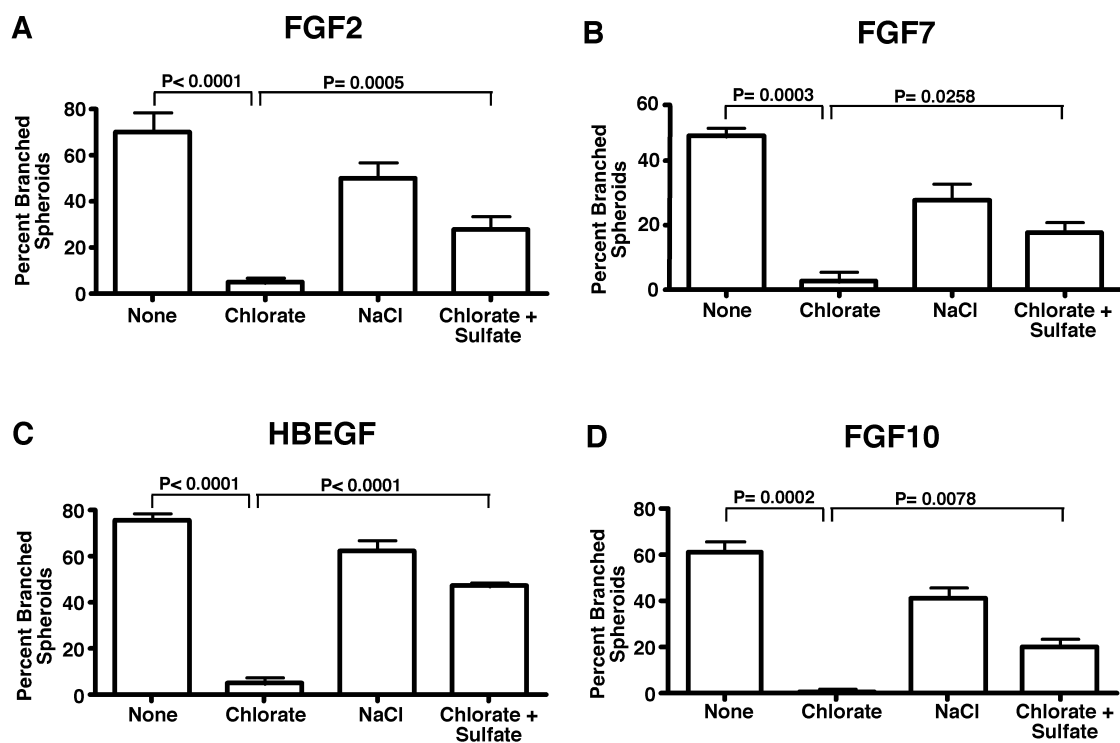 A
FGF2
P< 0.0001
P= 0.0005
Percent Branched
Spheroids
80
60
40
20
0
None
Chlorate
NaCl
Chlorate +
Sulfate
B
FGF7
P= 0.0003
P= 0.0258
Percent Branched
Spheroids
60
40
20
0
None
Chlorate
NaCl
Chlorate +
Sulfate
C
HBEGF
P< 0.0001
P< 0.0001
Percent Branched
Spheroids
80
60
40
20
0
None
Chlorate
NaCl
Chlorate +
Sulfate
D
FGF10
P= 0.0002
P= 0.0078
Percent Branched
Spheroids
80
60
40
20
0
None
Chlorate
NaCl
Chlorate +
Sulfate